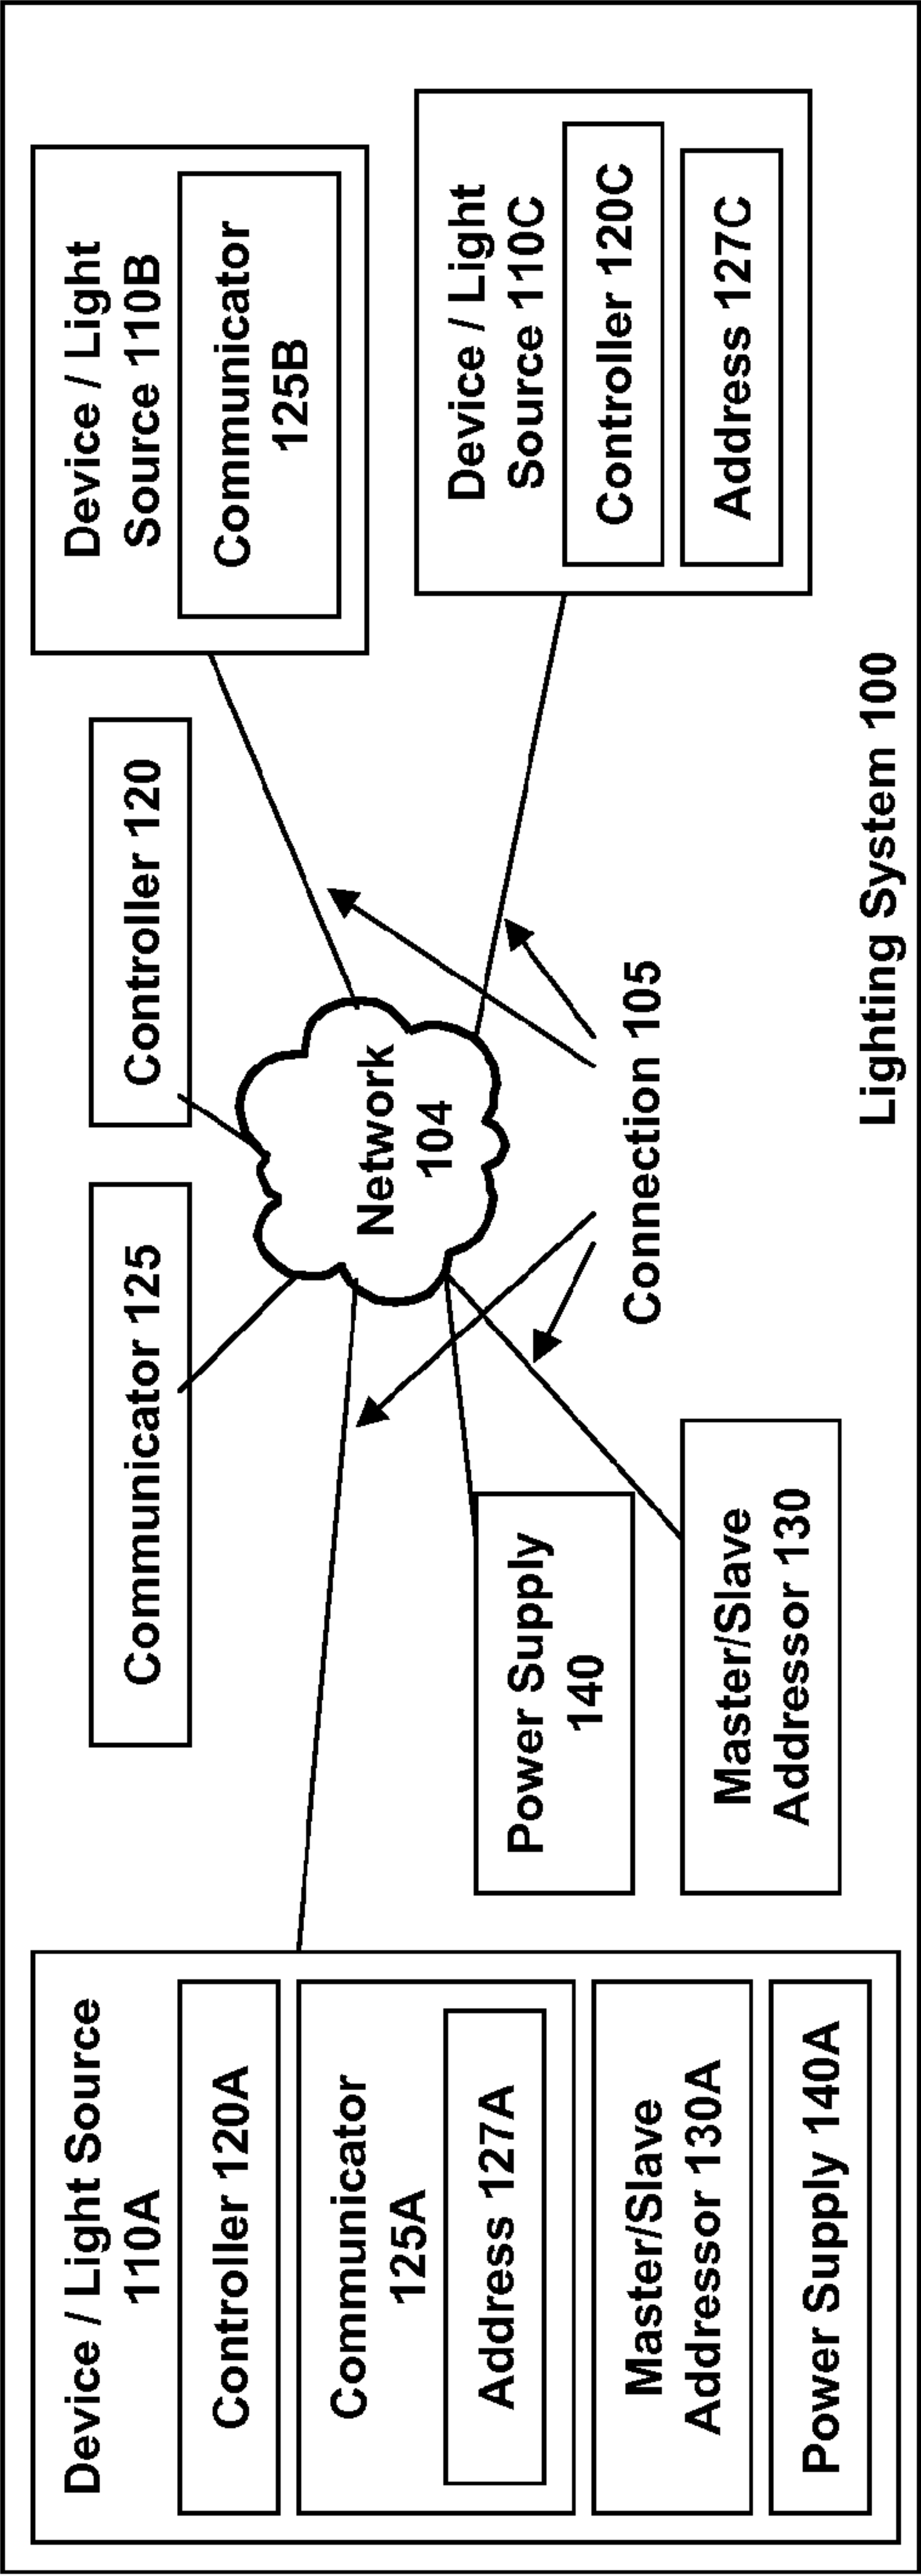 Device / Light Source
110A
Controller 120A
Communicator
125A
Address 127A
Master/Slave
Addressor 130A
Power Supply 140A
Communicator 125
Controller 120
Network
104
Power Supply
140
Master/Slave
Addressor 130
Connection 105
Device / Light
Source 110B
Communicator
125B
Device / Light
Source 110C
Controller 120C
Address 127C
Lighting System 100